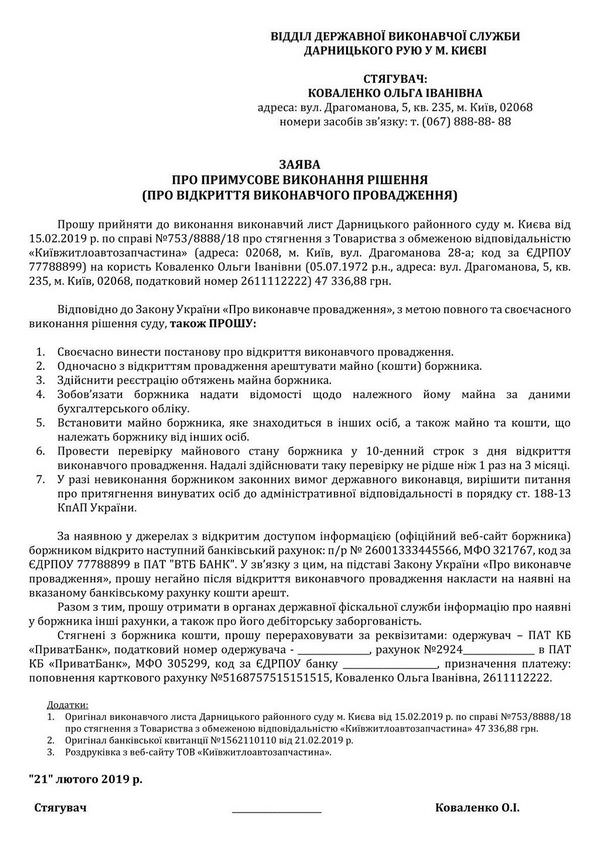 ВІДДІЛ ДЕРЖАВНОЇ ВИКОНАВЧОЇ СЛУЖБИ
ДАРНИЦЬКОГО РУЮ У М. КИЄВІ
СТЯГУВАЧ:
КОВАЛЕНКО ОЛЬГА ІВАНІВНА
адреса: вул. Драгоманова, 5, кв. 235, м. Київ, 02068
номери засобів зв’язку: т. (067) 888-88- 88
ЗАЯВА
ПРО ПРИМУСОВЕ ВИКОНАННЯ РІШЕННЯ
(ПРО ВІДКРИТТЯ ВИКОНАВЧОГО ПРОВАДЖЕННЯ)
Прошу прийняти до виконання виконавчий лист Дарницького районного суду м. Києва від
15.02.2019 р. по справі №753/8888/18 про стягнення з Товариства з обмеженою відповідальністю
«Київжитлоавтозапчастина» (адреса: 02068, м. Київ, вул. Драгоманова 28-а; код за ЄДРПОУ
77788899) на користь Коваленко Ольги Іванівни (05.07.1972 р.н., адреса: вул. Драгоманова, 5, кв.
235, м. Київ, 02068, податковий номер 2611112222) 47 336,88 грн.
Відповідно до Закону України «Про виконавче провадження», з метою повного та своєчасного
виконання рішення суду, також ПРОШУ:
1. Своєчасно винести постанову про відкриття виконавчого провадження.
2. Одночасно з відкриттям провадження арештувати майно (кошти) боржника.
3. Здійснити реєстрацію обтяжень майна боржника.
4. Зобов’язати боржника надати відомості щодо належного йому майна за даними
бухгалтерського обліку.
5. Встановити майно боржника, яке знаходиться в інших осіб, а також майно та кошти, що
належать боржнику від інших осіб.
6. Провести перевірку майнового стану боржника у 10-денний строк з дня відкриття
виконавчого провадження. Надалі здійснювати таку перевірку не рідше ніж 1 раз на 3 місяці.
7. У разі невиконання боржником законних вимог державного виконавця, вирішити питання
про притягнення винуватих осіб до адміністративної відповідальності в порядку ст. 188-13
КпАП України.
За наявною у джерелах з відкритим доступом інформацією (офіційний веб-сайт боржника)
боржником відкрито наступний банківський рахунок: п/р № 26001333445566, МФО 321767, код за
ЄДРПОУ 77788899 в ПАТ "ВТБ БАНК". У зв’язку з цим, на підставі Закону України «Про виконавче
провадження», прошу негайно після відкриття виконавчого провадження накласти на наявні на
вказаному банківському рахунку кошти арешт.
Разом з тим, прошу отримати в органах державної фіскальної служби інформацію про наявні
у боржника інші рахунки, а також про його дебіторську заборгованість.
Стягнені з боржника кошти, прошу перерахувати за реквізитами: одержувач – ПАТ КБ
«ПриватБанк», податковий номер одержувача - ________________, рахунок №2924________________ в ПАТ
КБ «ПриватБанк», МФО 305299, код за ЄДРПОУ банку ____________________, призначення платежу:
поповнення карткового рахунку №5168757515151515, Коваленко Ольга Іванівна, 2611112222.
Додатки:
1. Оригінал виконавчого листа Дарницького районного суду м. Києва від 15.02.2019 р. по справі №753/8888/18
про стягнення з Товариства з обмеженою відповідальністю «Київжитлоавтозапчастина» 47 336,88 грн.
2. Оригінал банківської квитанції №1562110110 від 21.02.2019 р.
3. Роздруківка з веб-сайту ТОВ «Київжитлоавтозапчастина».
"21" лютого 2019 р.
Стягувач ________________ Коваленко О.І.